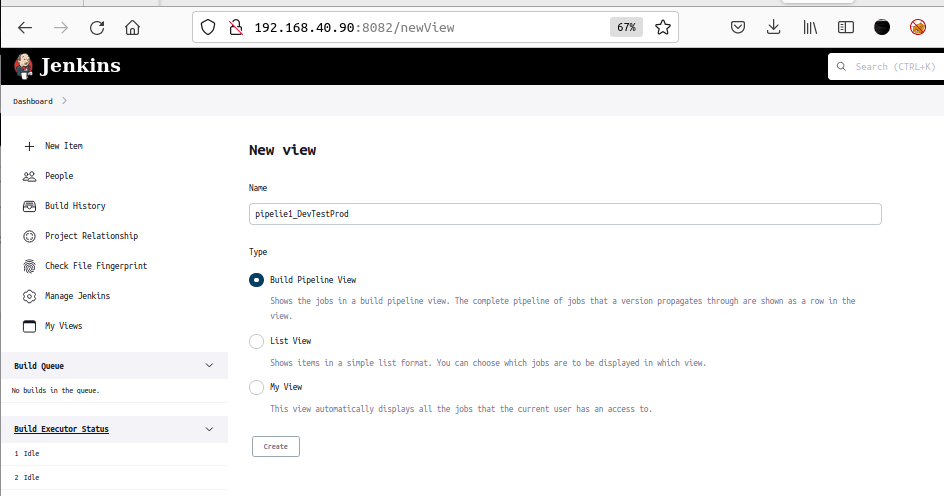 192.168.40.90:8082/newView
67%
Jenkins
Search (CTRL+K)
Dashboard
New Item
People
Build History
Project Relationship
Check File Fingerprint
Manage Jenkins
My Views
Build Queue
No builds in the queue.
Build Executor Status
1 Idle
2 Idle
New view
Name
pipelie1_DevTestProd
Type
Build Pipeline View
Shows the jobs in a build pipeline view. The complete pipeline of jobs that a version propagates through are shown as a row in the
view.
List View
Shows items in a simple list format. You can choose which jobs are to be displayed in which view.
My View
This view automatically displays all the jobs that the current user has an access to.
Create